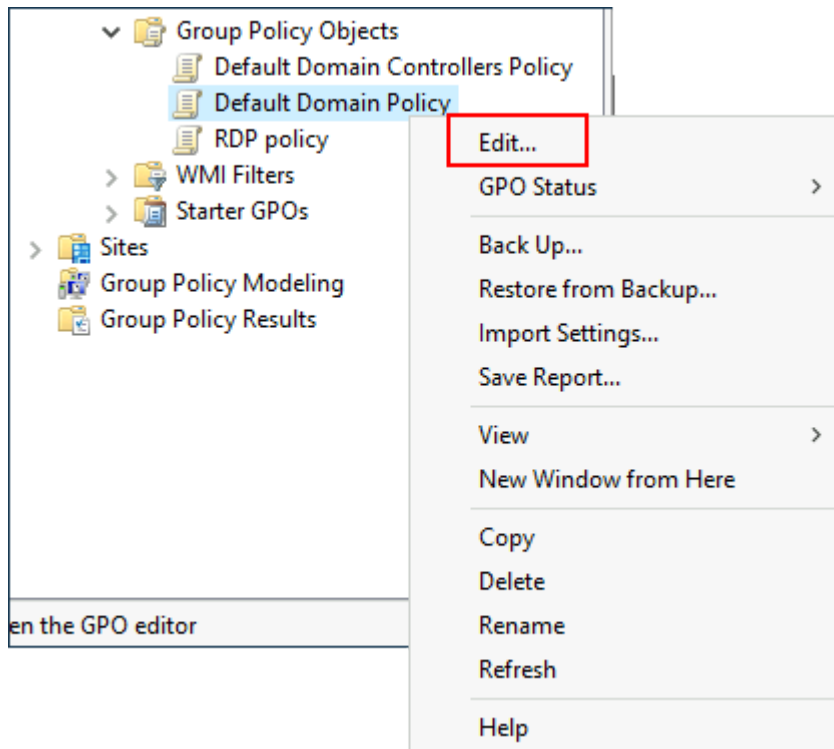 Group Policy Objects
Default Domain Controllers Policy
Default Domain Policy
RDP policy
WMI Filters
Starter GPOs
Sites
Group Policy Modeling
Group Policy Results
en the GPO editor
Edit...
GPO Status
Back Up...
Restore from Backup...
Import Settings...
Save Report...
View
New Window from Here
Copy
Delete
Rename
Refresh
Help